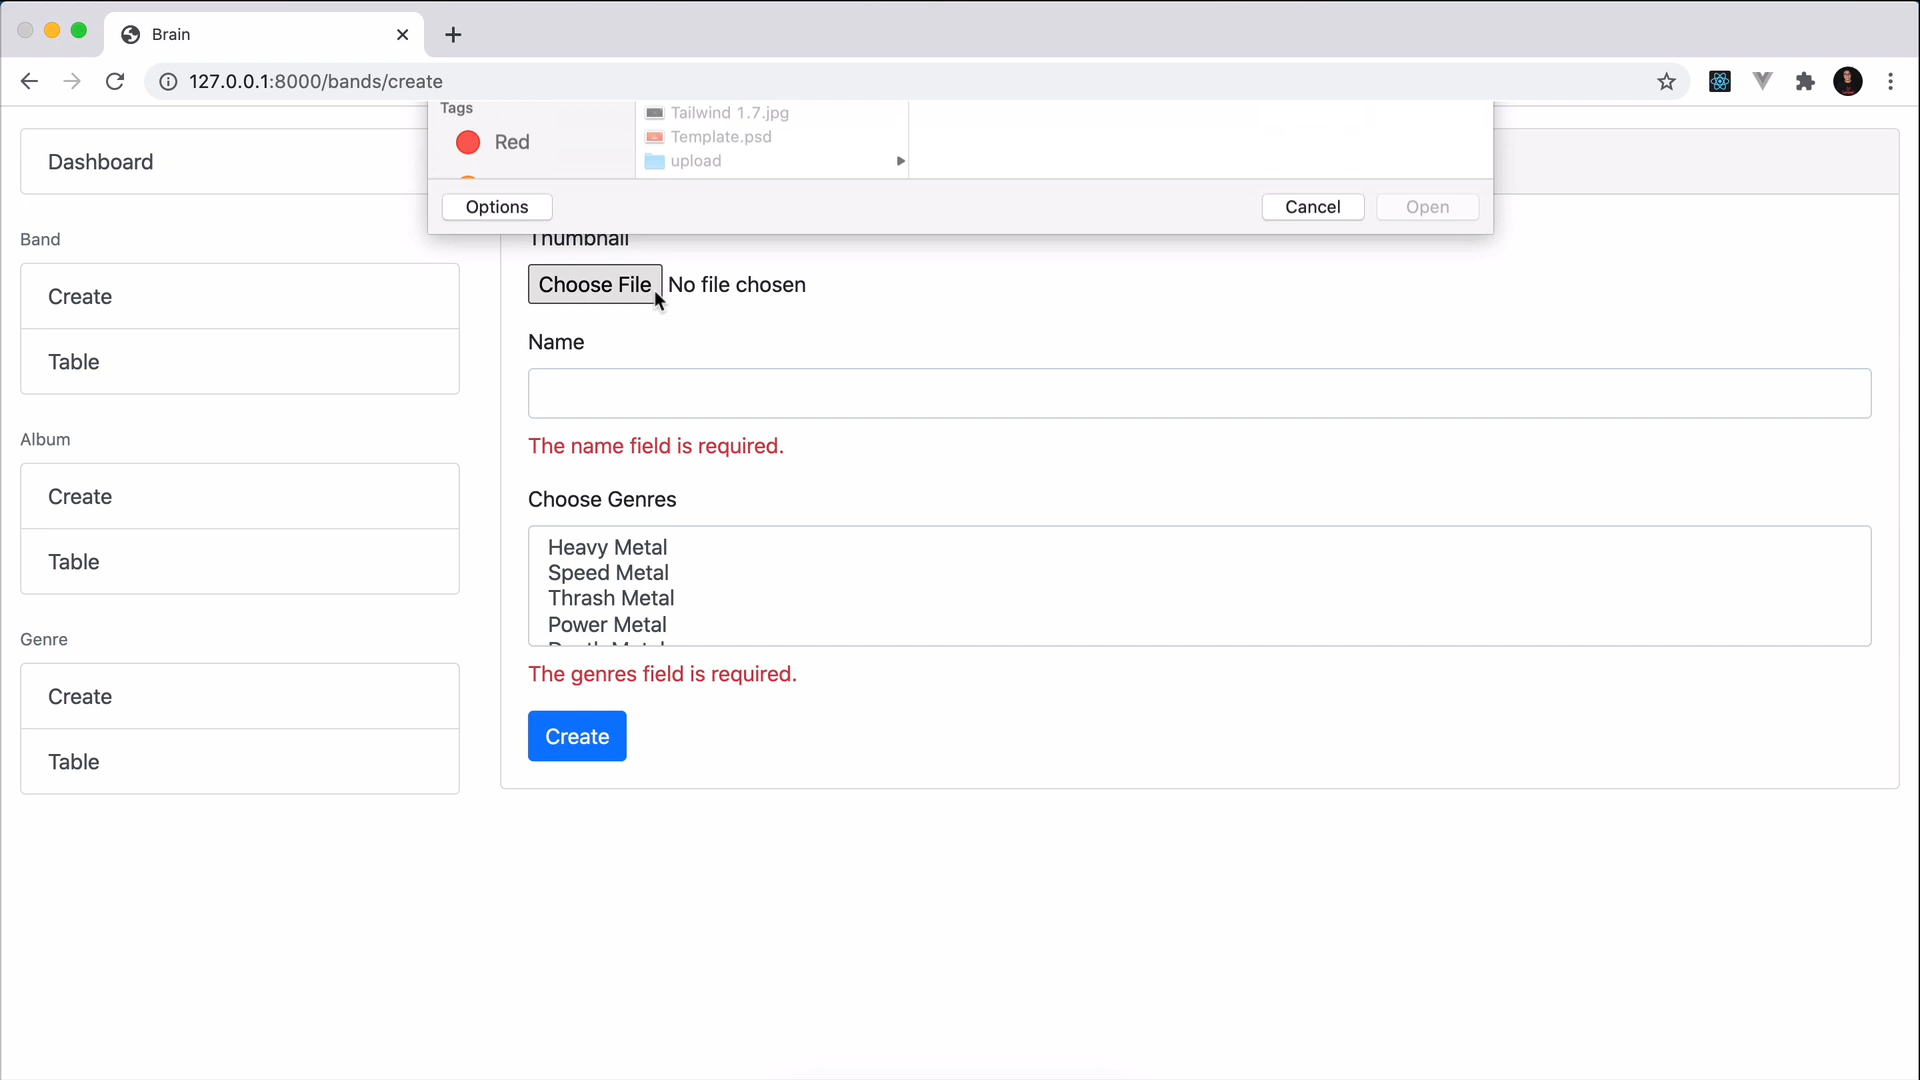 Brain
127.0.0.1:8000/bands/create
Tags
Red
Tailwind 1.7.jpg
Template.psd
upload
Options
Cancel
Open
Dashboard
Band
Create
Table
Album
Create
Table
Genre
Create
Table
Thumbnail
Choose File No file chosen
Name
The name field is required.
Choose Genres
Heavy Metal
Speed Metal
Thrash Metal
Power Metal
The genres field is required.
Create